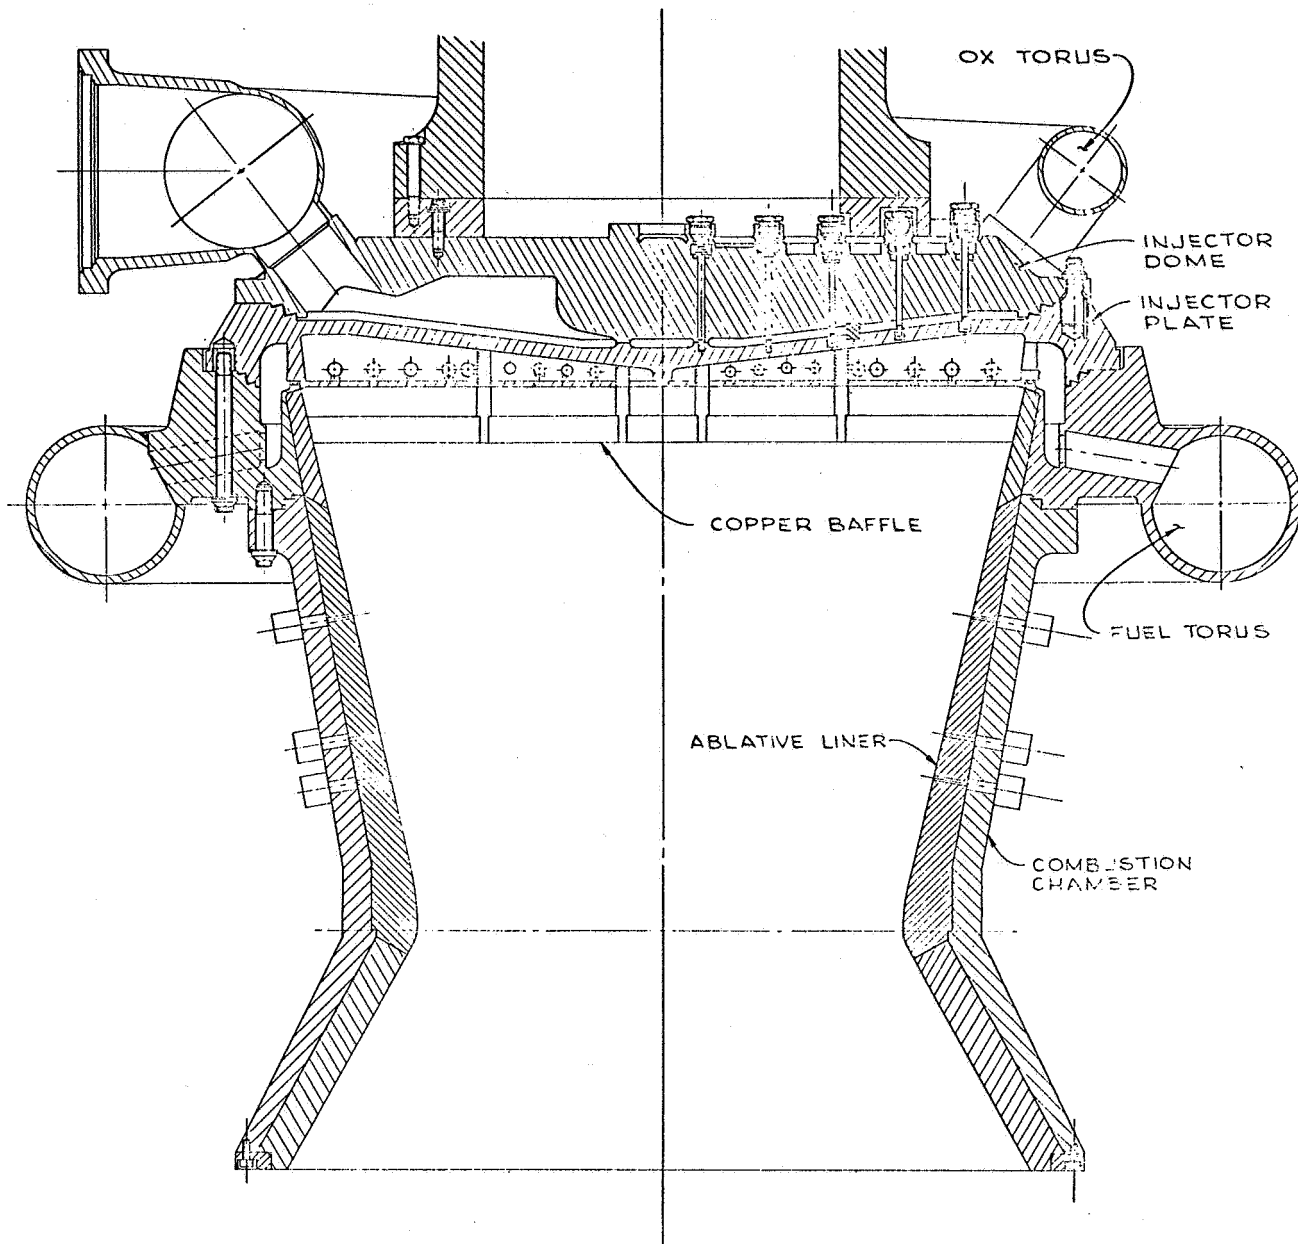 OX TORUS
INJECTOR
DOME
INJECTOR
PLATE
COPPER BAFFLE
FUEL TORUS
ABLATIVE LINER
COMBUSTION
CHAMBER